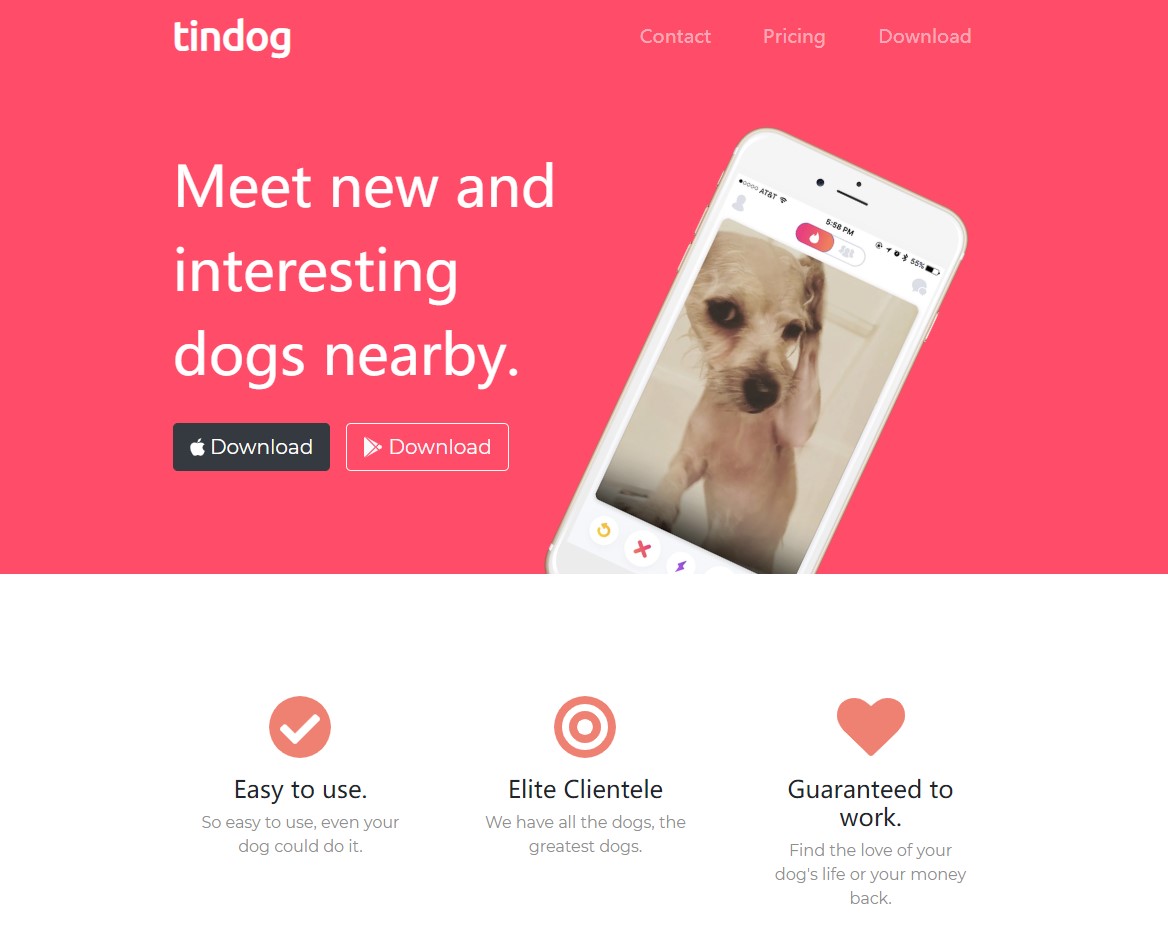 tindog
Contact Pricing Download
Meet new and
interesting
dogs nearby.
Download Download
AT&T 5:58 PM 55%
Easy to use.
So easy to use, even your
dog could do it.
Elite Clientele
We have all the dogs, the
greatest dogs.
Guaranteed to
work.
Find the love of your
dog's life or your money
back.